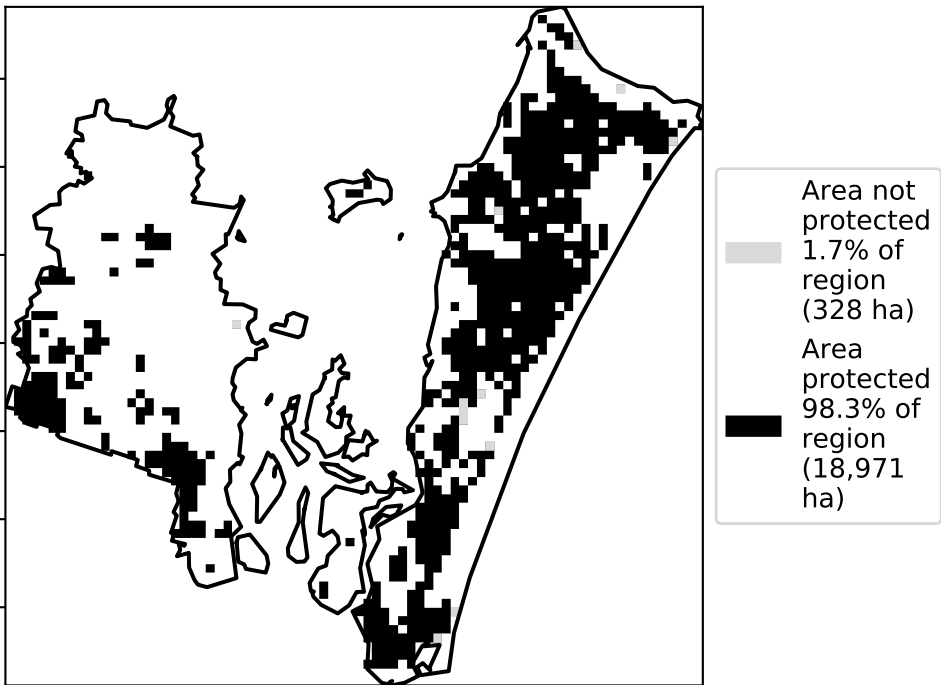 Area not
protected
1.7% of
region
(328 ha)
Area
protected
98.3% of
region
(18,971
ha)